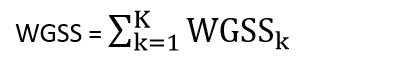 WGSS = ∑_{k=1}^{K} WGSS_k